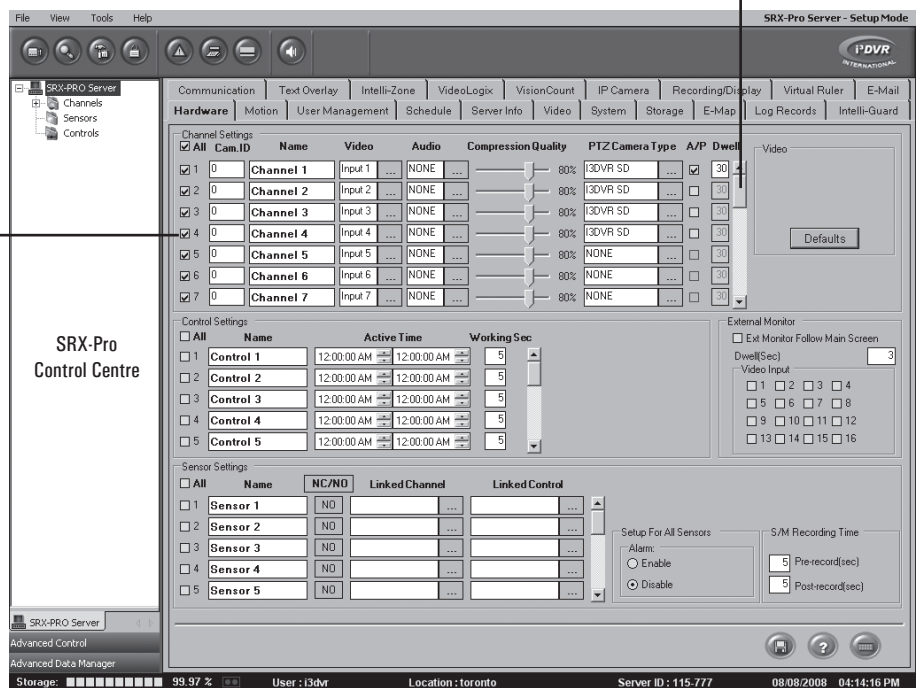 File View Tools Help SRX-Pro Server - Setup Mode
i³DVR
INTERNATIONAL
SRX-PRO Server
Channels
Sensors
Controls
Communication Text Overlay Intelli-Zone VideoLogix VisionCount IP Camera Recording/Display Virtual Ruler E-Mail
Hardware Motion User Management Schedule Server Info Video System Storage E-Map Log Records Intelli-Guard
Channel Settings
All Cam.ID Name Video Audio Compression Quality PTZ Camera Type A/P Dwell
1 0 Channel 1 Input 1 ... NONE ... 80% I3DVR SD ... 30
2 0 Channel 2 Input 2 ... NONE ... 80% I3DVR SD ... 30
3 0 Channel 3 Input 3 ... NONE ... 80% I3DVR SD ... 30
4 0 Channel 4 Input 4 ... NONE ... 80% I3DVR SD ... 30
5 0 Channel 5 Input 5 ... NONE ... 80% NONE ... 30
6 0 Channel 6 Input 6 ... NONE ... 80% NONE ... 30
7 0 Channel 7 Input 7 ... NONE ... 80% NONE ... 30
Video
Defaults
SRX-Pro
Control Centre
Control Settings
All Name Active Time Working Sec
1 Control 1 12:00:00 AM 12:00:00 AM 5
2 Control 2 12:00:00 AM 12:00:00 AM 5
3 Control 3 12:00:00 AM 12:00:00 AM 5
4 Control 4 12:00:00 AM 12:00:00 AM 5
5 Control 5 12:00:00 AM 12:00:00 AM 5
External Monitor
Ext Monitor Follow Main Screen
Dwell(Sec) 3
Video Input
1 2 3 4
5 6 7 8
9 10 11 12
13 14 15 16
Sensor Settings
All Name NC/NO Linked Channel Linked Control
1 Sensor 1 NO ... ...
2 Sensor 2 NO ... ...
3 Sensor 3 NO ... ...
4 Sensor 4 NO ... ...
5 Sensor 5 NO ... ...
Setup For All Sensors
Alarm:
Enable
Disable
S/M Recording Time
5 Pre-record(sec)
5 Post-record(sec)
SRX-PRO Server
Advanced Control
Advanced Data Manager
Storage: 99.97 % User : i3dvr Location : toronto Server ID : 115-777 08/08/2008 04:14:16 PM